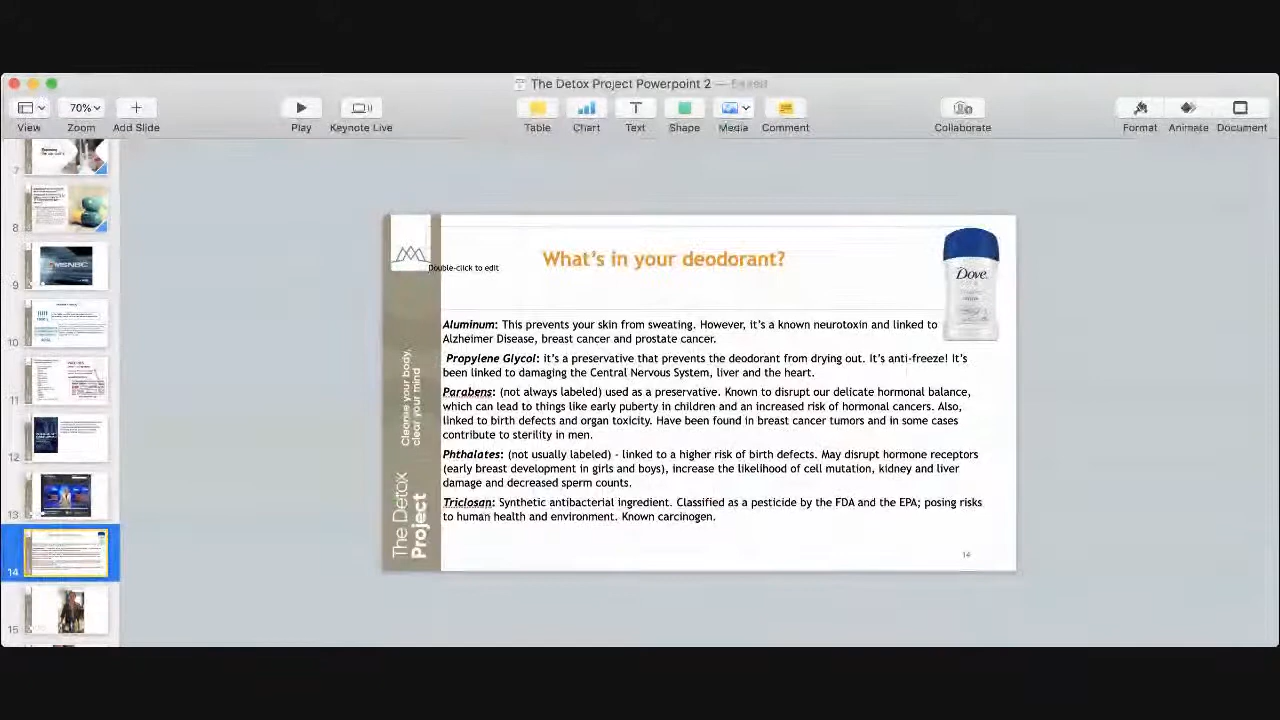 The Detox Project Powerpoint 2 — Edited
70%
View
Zoom
Add Slide
Play
Keynote Live
Table
Chart
Text
Shape
Media
Comment
Collaborate
Format
Animate
Document
7
8
9
MSNBC
10
11
12
13
14
15
Double-click to edit
What's in your deodorant?
Dove
prevents your skin from sweating. However it's a known neurotoxin and linked to
Alzheimer Disease, breast cancer and prostate cancer.
Propylene glycol: it's a preservative that prevents the deodorant from drying out. It's anti-freeze! It's
been linked to damaging the Central Nervous System, liver and the heart.
Parabens: (not always labeled) used as a preservative. Known to disrupt our delicate hormonal balance,
which can lead to things like early puberty in children and an increased risk of hormonal cancers. Also,
linked to birth defects and organ toxicity. Have been found in breast cancer tumors and in some cases
contribute to sterility in men.
Phthalates: (not usually labeled) - linked to a higher risk of birth defects. May disrupt hormone receptors
(early breast development in girls and boys), increase the likelihood of cell mutation, kidney and liver
damage and decreased sperm counts.
Triclosan: Synthetic antibacterial ingredient. Classified as a pesticide by the FDA and the EPA; posing risks
to human health and environment. Known carcinogen.
14
Cleanse your body,
clear your mind
The Detox
Project